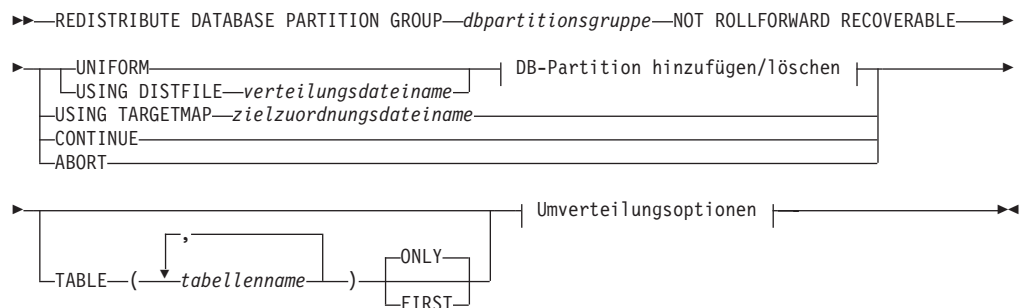 REDISTRIBUTE DATABASE PARTITION GROUP dbpartitionsgruppe NOT ROLLFORWARD RECOVERABLE
UNIFORM DB-Partition hinzufügen/löschen
USING DISTFILE verteilungsdateiname
USING TARGETMAP zielzuordnungsdateiname
CONTINUE
ABORT
Umverteilungsoptionen
,
ONLY
TABLE ( tabellenname )
FIRST